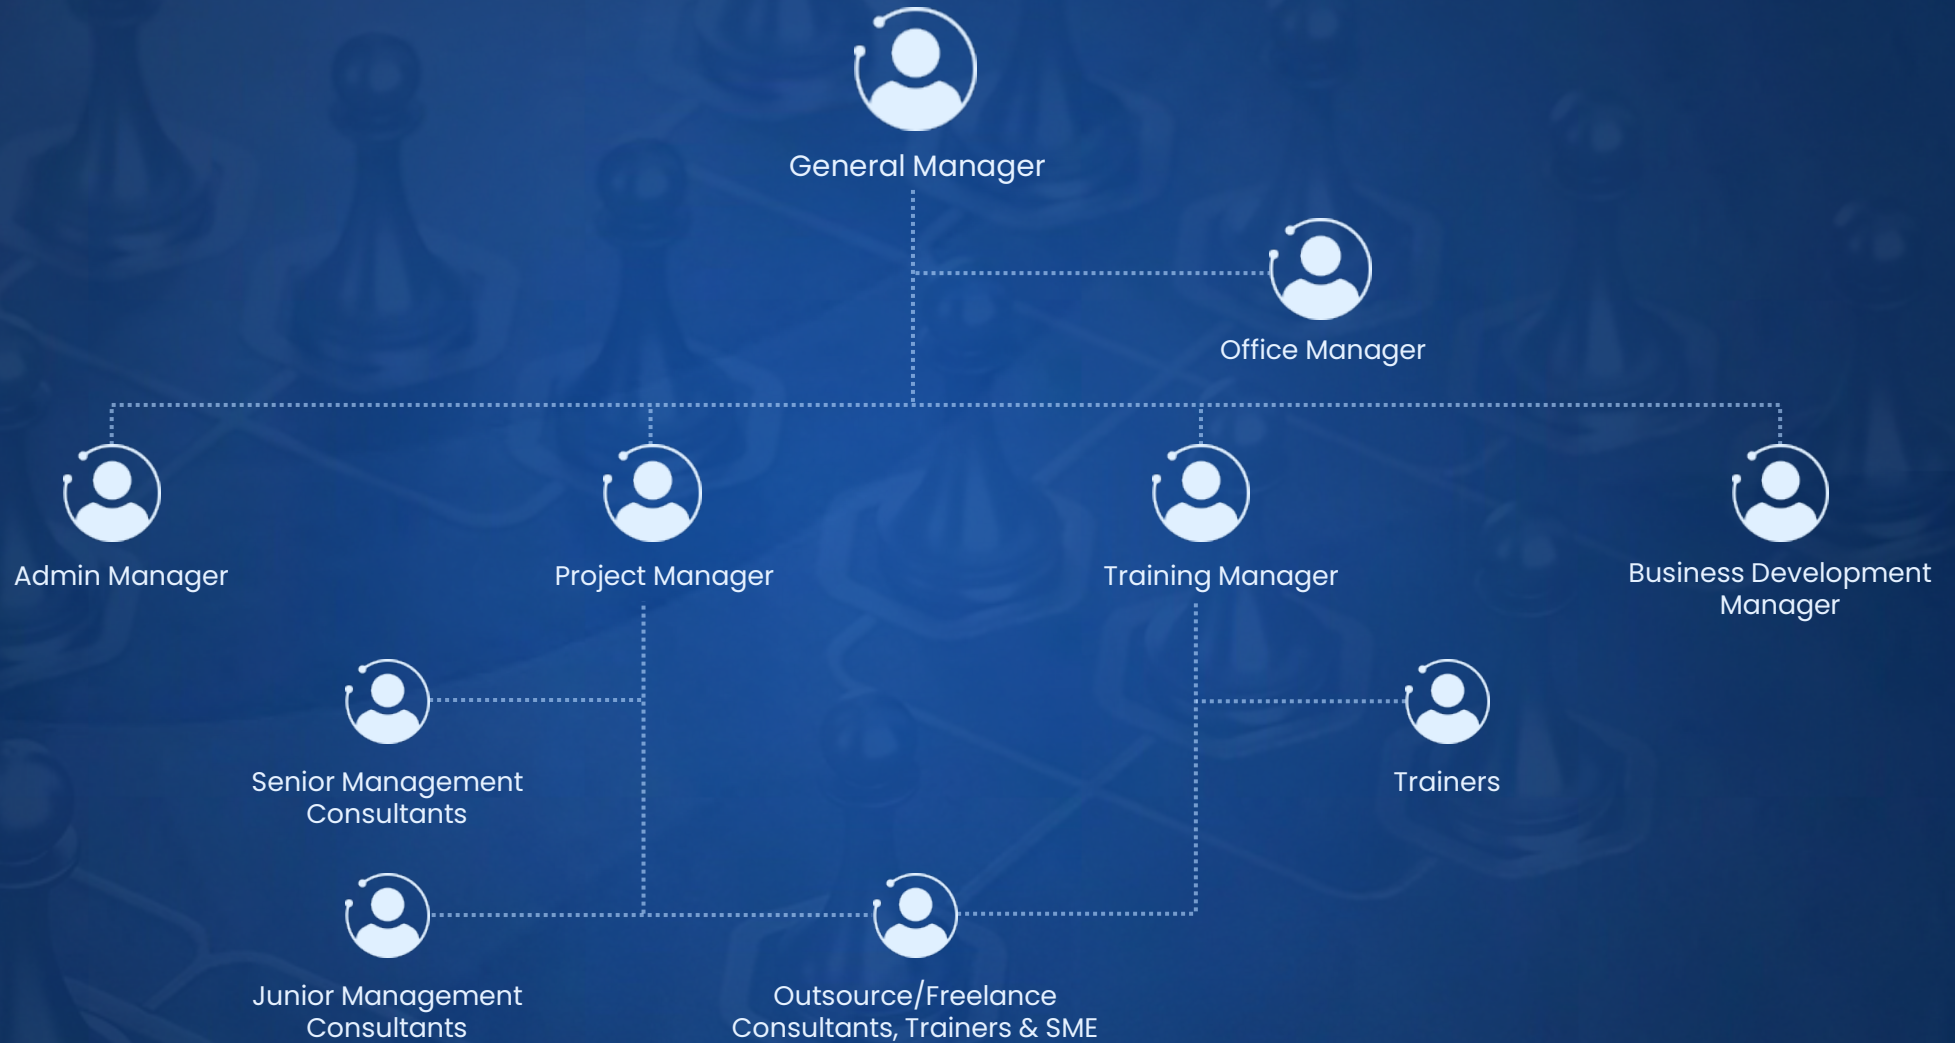 General Manager
Office Manager
Admin Manager
Project Manager
Training Manager
Business Development
Manager
Senior Management
Consultants
Trainers
Junior Management
Consultants
Outsource/Freelance
Consultants, Trainers & SME